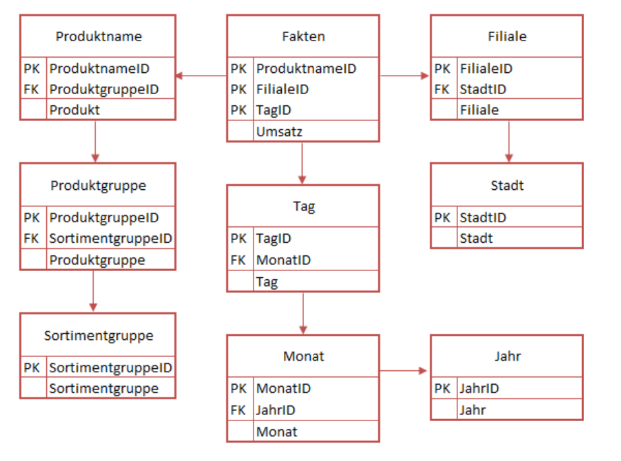 Produktname
PK ProduktnameID
FK ProduktgruppeID
Produkt
Fakten
PK ProduktnameID
PK FilialeID
PK TagID
Umsatz
Filiale
PK FilialeID
FK StadtID
Filiale
Produktgruppe
PK ProduktgruppeID
FK SortimentgruppeID
Produktgruppe
Tag
PK TagID
FK MonatID
Tag
Stadt
PK StadtID
Stadt
Sortimentgruppe
PK SortimentgruppeID
Sortimentgruppe
Monat
PK MonatID
FK JahrID
Monat
Jahr
PK JahrID
Jahr